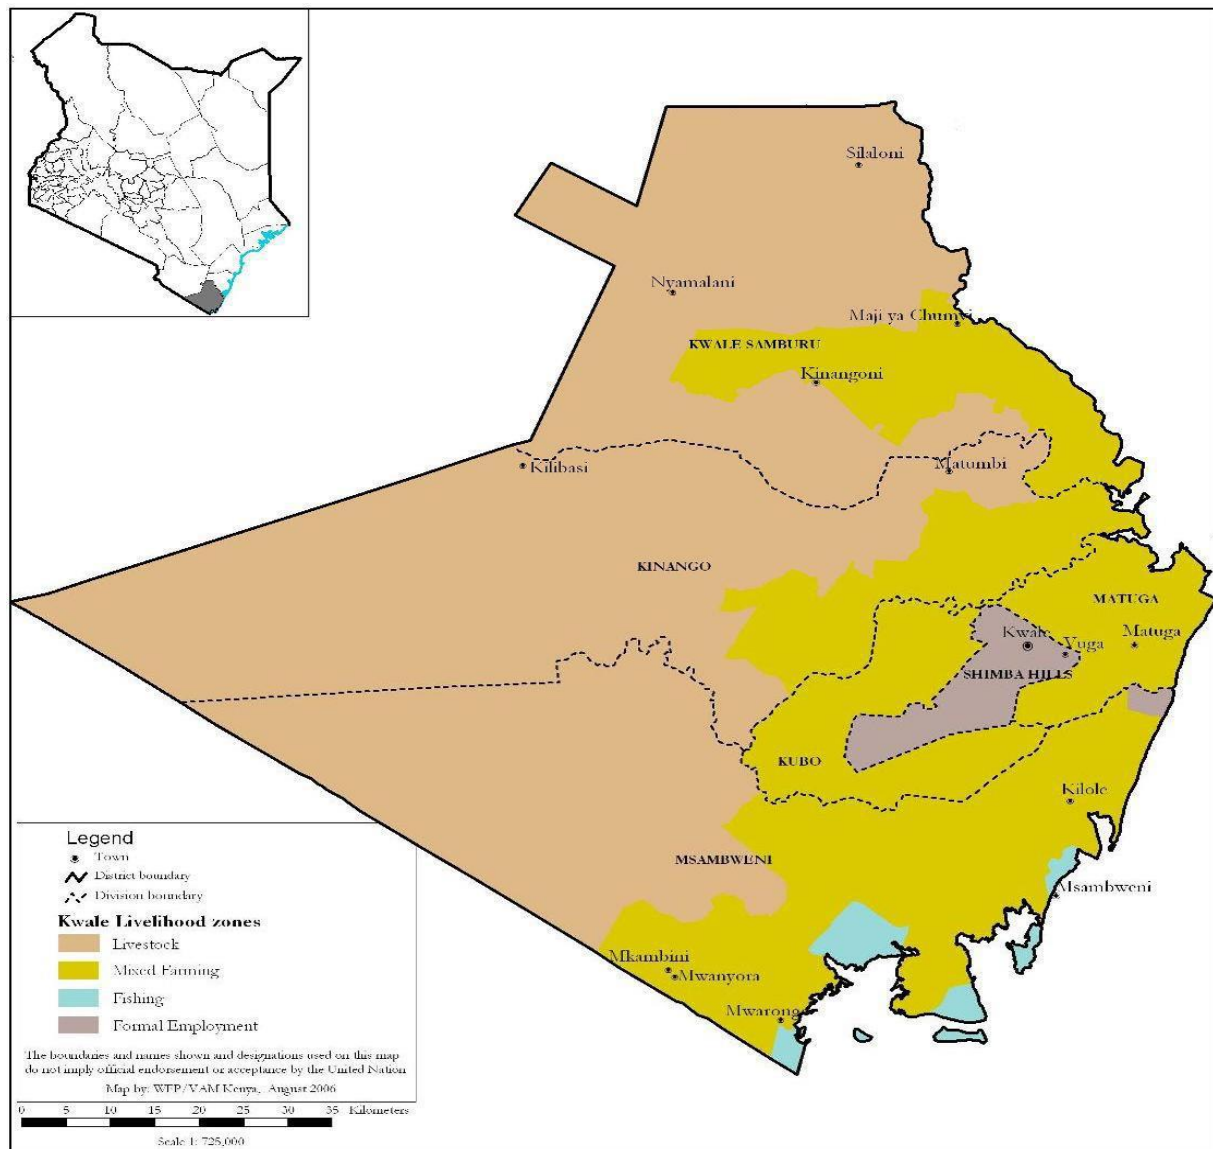 Silaloni
Nyamalani
Maji ya Chumvi
KWALE SAMBURU
Kinangoni
Kilibasi
Matumbi
KINANGO
MATUGA
Kwale
Vuga
Matuga
SHIMBA HILLS
KUBO
Kilole
MSAMBWENI
Msambweni
Mkambini
Mwanyora
Mwarong
Legend
Town
District boundary
Division boundary
Kwale Livelihood zones
Livestock
Mixed Farming
Fishing
Formal Employment
The boundaries and names shown and designations used on this map
do not imply official endorsement or acceptance by the United Nation
Map by: WFP/VAM Kenya, August 2006
0 5 10 15 20 25 30 35 Kilometers
Scale 1: 725,000